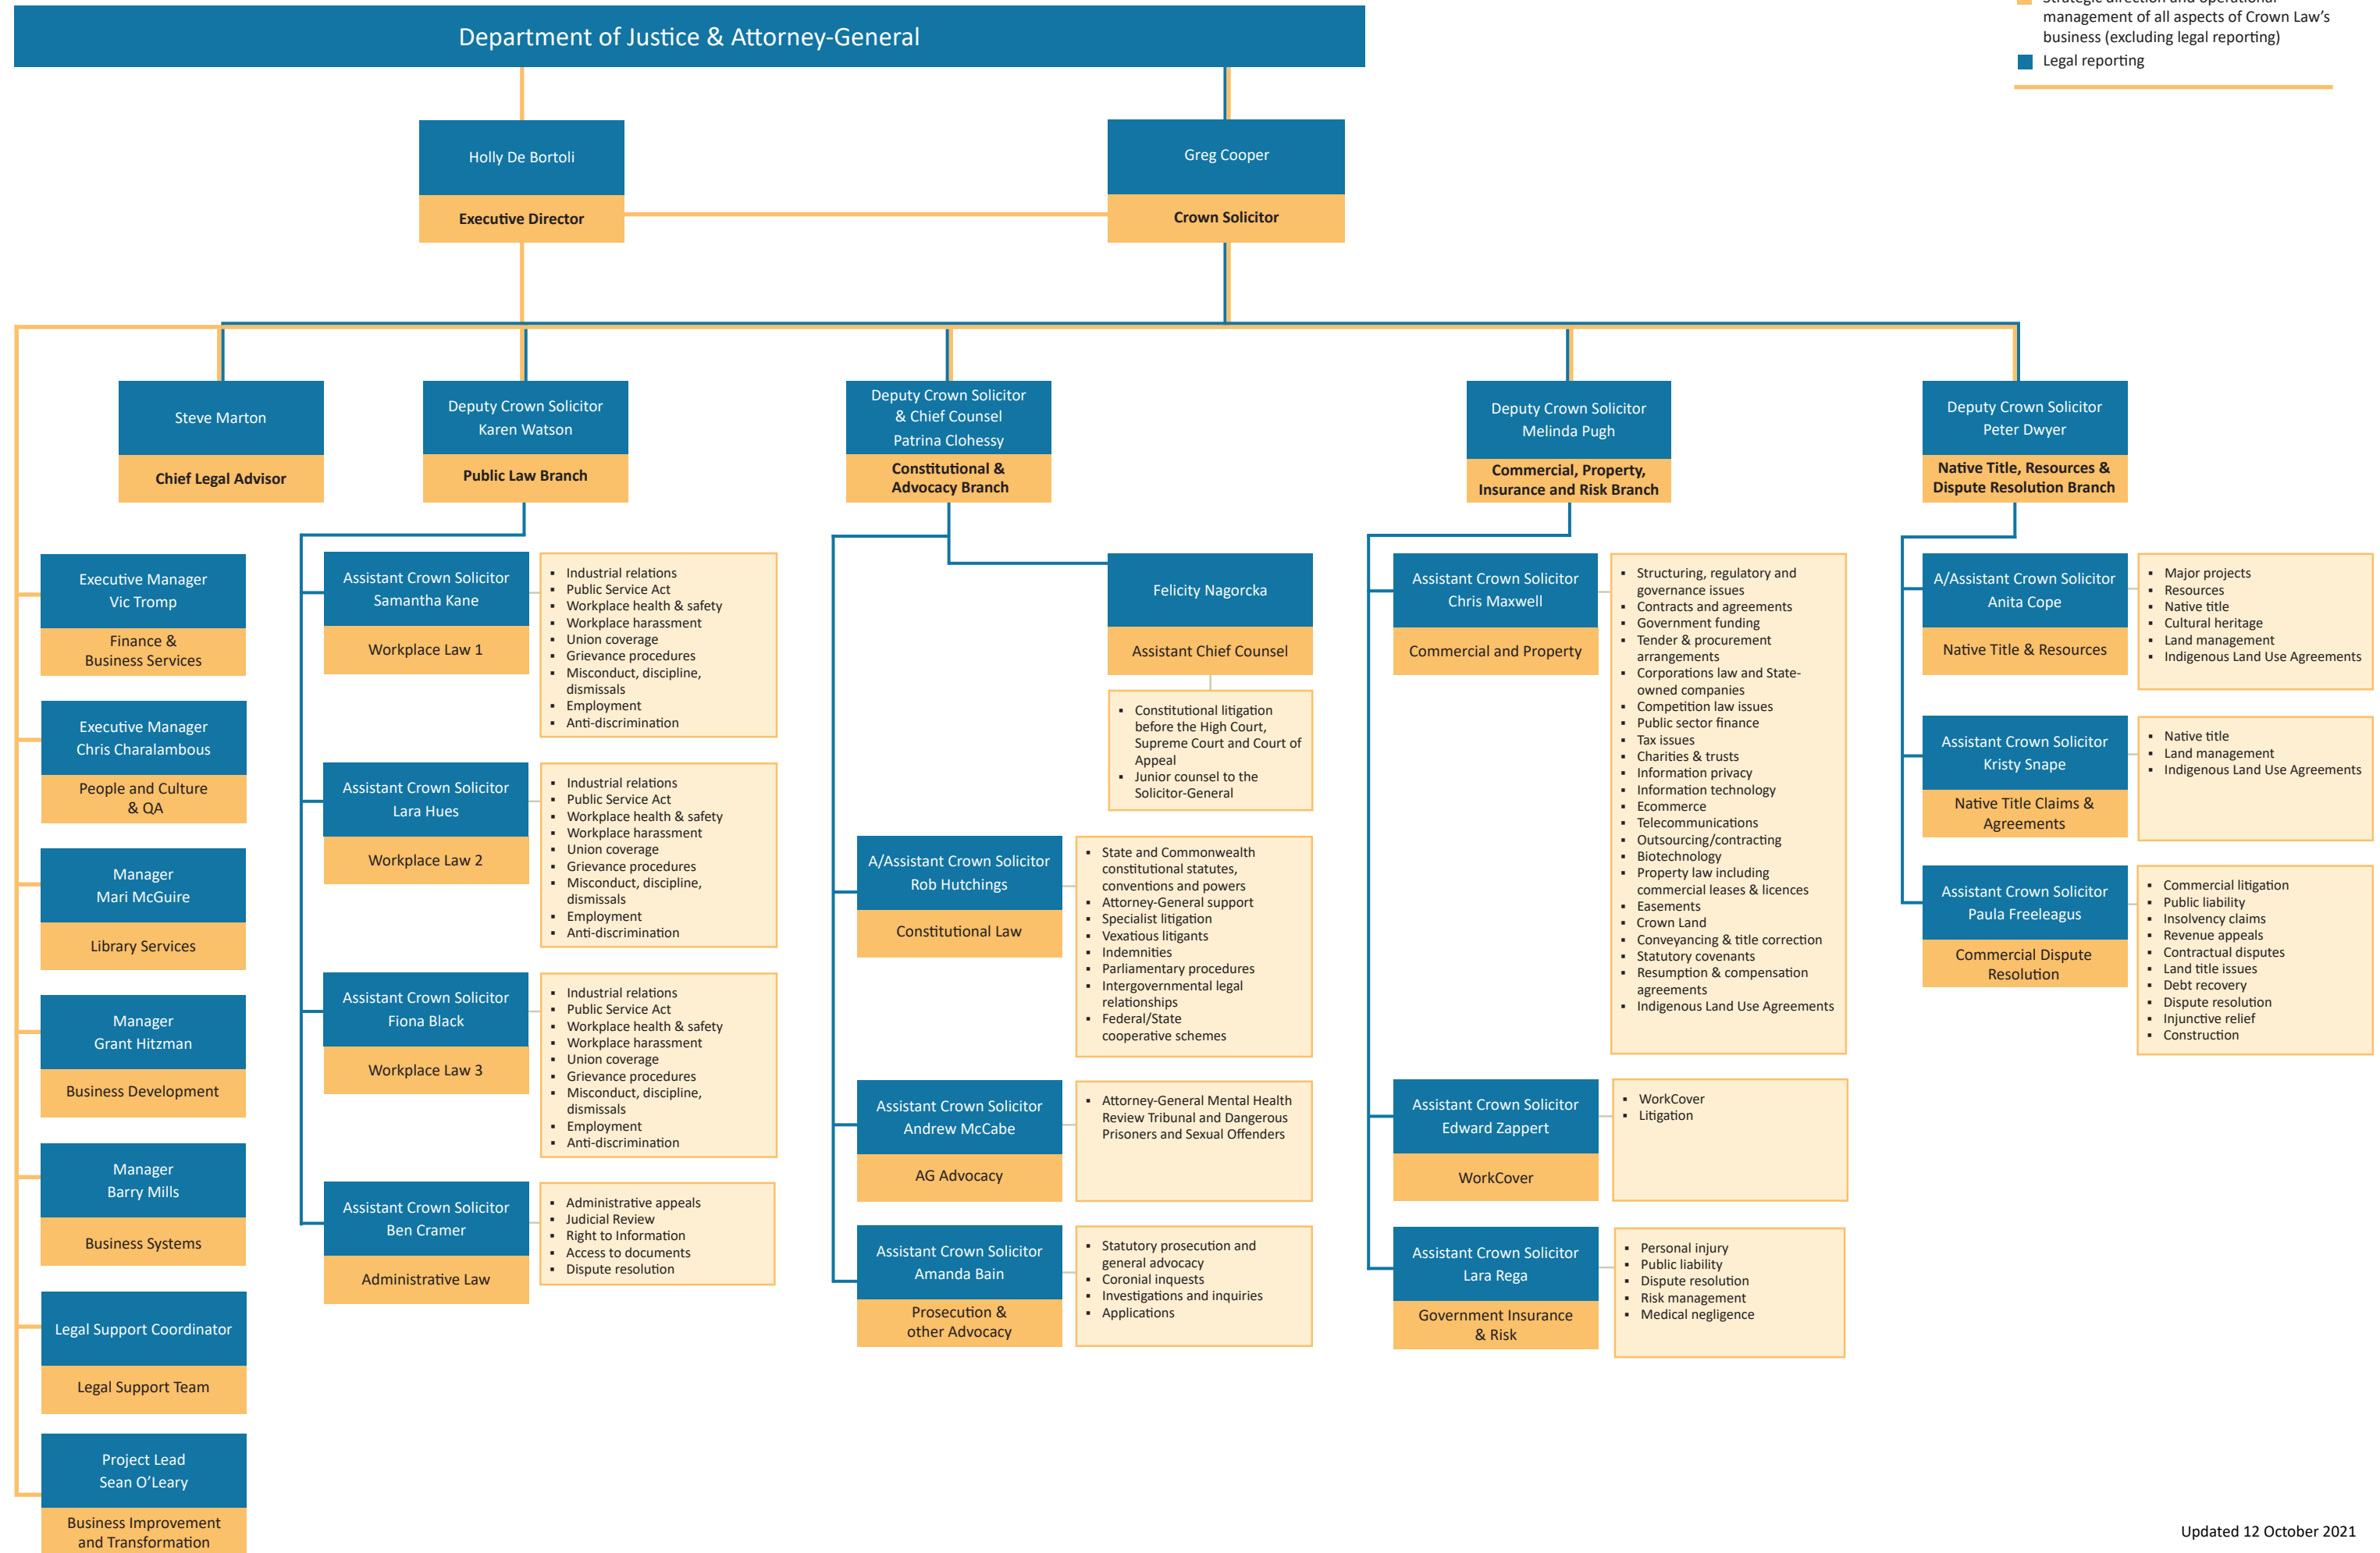 Strategic direction and operational
management of all aspects of Crown Law's
business (excluding legal reporting)
Legal reporting
Department of Justice & Attorney-General
Holly De Bortoli
Executive Director
Greg Cooper
Crown Solicitor
Steve Marton
Chief Legal Advisor
Deputy Crown Solicitor
Karen Watson
Public Law Branch
Deputy Crown Solicitor
& Chief Counsel
Patrina Clohessy
Constitutional &
Advocacy Branch
Deputy Crown Solicitor
Melinda Pugh
Commercial, Property,
Insurance and Risk Branch
Deputy Crown Solicitor
Peter Dwyer
Native Title, Resources &
Dispute Resolution Branch
Executive Manager
Vic Tromp
Finance &
Business Services
Executive Manager
Chris Charalambous
People and Culture
& QA
Manager
Mari McGuire
Library Services
Manager
Grant Hitzman
Business Development
Manager
Barry Mills
Business Systems
Legal Support Coordinator
Legal Support Team
Project Lead
Sean O'Leary
Business Improvement
and Transformation
Assistant Crown Solicitor
Samantha Kane
Workplace Law 1
▪ Industrial relations
▪ Public Service Act
▪ Workplace health & safety
▪ Workplace harassment
▪ Union coverage
▪ Grievance procedures
▪ Misconduct, discipline,
dismissals
▪ Employment
▪ Anti-discrimination
Assistant Crown Solicitor
Lara Hues
Workplace Law 2
▪ Industrial relations
▪ Public Service Act
▪ Workplace health & safety
▪ Workplace harassment
▪ Union coverage
▪ Grievance procedures
▪ Misconduct, discipline,
dismissals
▪ Employment
▪ Anti-discrimination
Assistant Crown Solicitor
Fiona Black
Workplace Law 3
▪ Industrial relations
▪ Public Service Act
▪ Workplace health & safety
▪ Workplace harassment
▪ Union coverage
▪ Grievance procedures
▪ Misconduct, discipline,
dismissals
▪ Employment
▪ Anti-discrimination
Assistant Crown Solicitor
Ben Cramer
Administrative Law
▪ Administrative appeals
▪ Judicial Review
▪ Right to Information
▪ Access to documents
▪ Dispute resolution
Felicity Nagorcka
Assistant Chief Counsel
▪ Constitutional litigation
before the High Court,
Supreme Court and Court of
Appeal
▪ Junior counsel to the
Solicitor-General
A/Assistant Crown Solicitor
Rob Hutchings
Constitutional Law
▪ State and Commonwealth
constitutional statutes,
conventions and powers
▪ Attorney-General support
▪ Specialist litigation
▪ Vexatious litigants
▪ Indemnities
▪ Parliamentary procedures
▪ Intergovernmental legal
relationships
▪ Federal/State
cooperative schemes
Assistant Crown Solicitor
Andrew McCabe
AG Advocacy
▪ Attorney-General Mental Health
Review Tribunal and Dangerous
Prisoners and Sexual Offenders
Assistant Crown Solicitor
Amanda Bain
Prosecution &
other Advocacy
▪ Statutory prosecution and
general advocacy
▪ Coronial inquests
▪ Investigations and inquiries
▪ Applications
Assistant Crown Solicitor
Chris Maxwell
Commercial and Property
▪ Structuring, regulatory and
governance issues
▪ Contracts and agreements
▪ Government funding
▪ Tender & procurement
arrangements
▪ Corporations law and State-
owned companies
▪ Competition law issues
▪ Public sector finance
▪ Tax issues
▪ Charities & trusts
▪ Information privacy
▪ Information technology
▪ Ecommerce
▪ Telecommunications
▪ Outsourcing/contracting
▪ Biotechnology
▪ Property law including
commercial leases & licences
▪ Easements
▪ Crown Land
▪ Conveyancing & title correction
▪ Statutory covenants
▪ Resumption & compensation
agreements
▪ Indigenous Land Use Agreements
Assistant Crown Solicitor
Edward Zappert
WorkCover
▪ WorkCover
▪ Litigation
Assistant Crown Solicitor
Lara Rega
Government Insurance
& Risk
▪ Personal injury
▪ Public liability
▪ Dispute resolution
▪ Risk management
▪ Medical negligence
A/Assistant Crown Solicitor
Anita Cope
Native Title & Resources
▪ Major projects
▪ Resources
▪ Native title
▪ Cultural heritage
▪ Land management
▪ Indigenous Land Use Agreements
Assistant Crown Solicitor
Kristy Snape
Native Title Claims &
Agreements
▪ Native title
▪ Land management
▪ Indigenous Land Use Agreements
Assistant Crown Solicitor
Paula Freeleagus
Commercial Dispute
Resolution
▪ Commercial litigation
▪ Public liability
▪ Insolvency claims
▪ Revenue appeals
▪ Contractual disputes
▪ Land title issues
▪ Debt recovery
▪ Dispute resolution
▪ Injunctive relief
▪ Construction
Updated 12 October 2021